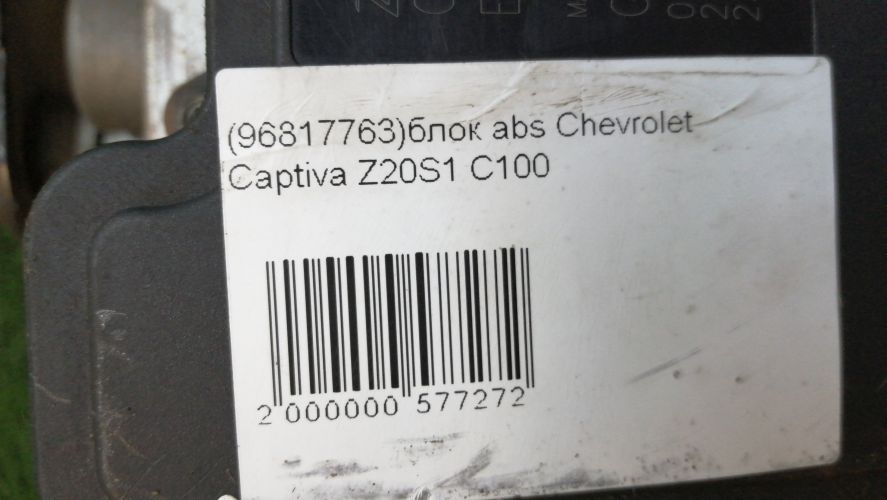 (96817763)блок abs Chevrolet
Captiva Z20S1 C100
2 000000 577272